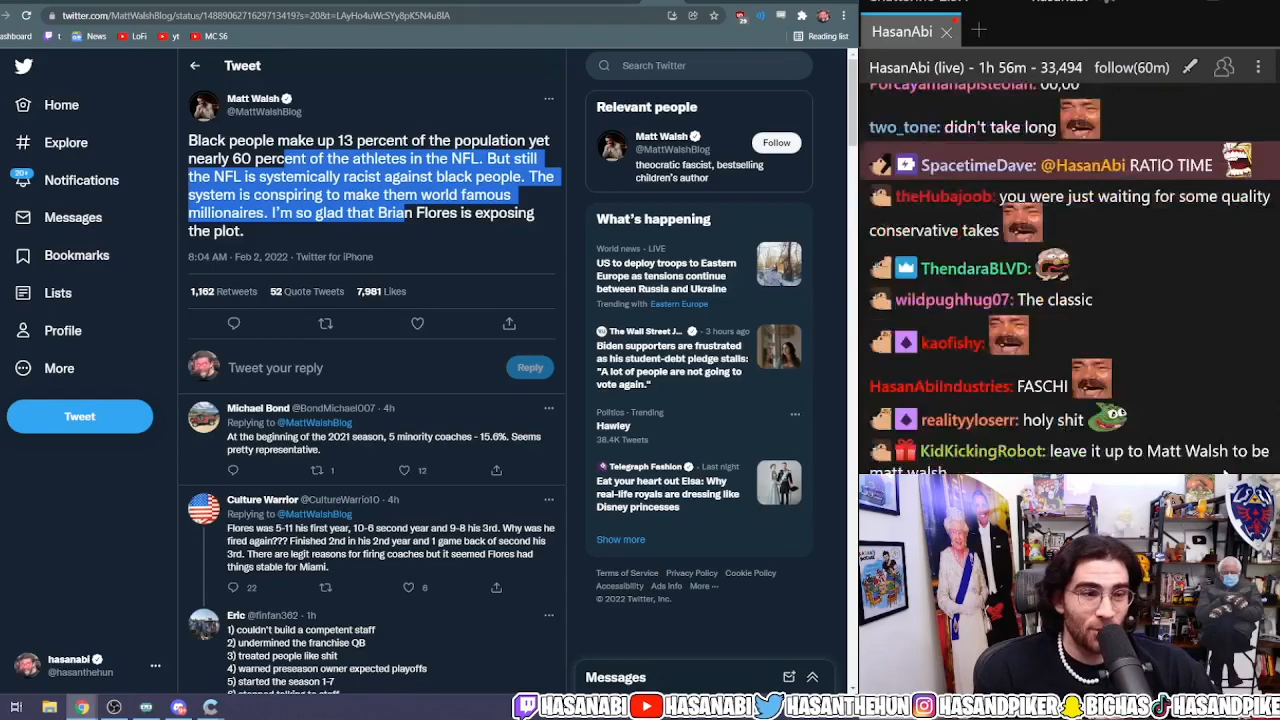 twitter.com/MattWalshBlog/status/1488906271629713419?s=20&t=LAyHo4uWcSYy8pK5N4uBIA
29
ashboard
t
News
LoFi
yt
MC S6
Reading list
Home
Explore
20+
Notifications
Messages
Bookmarks
Lists
Profile
More
Tweet
hasanabi
@hasanthehun
Tweet
Matt Walsh
@MattWalshBlog
Black people make up 13 percent of the population yet
nearly 60 percent of the athletes in the NFL. But still
the NFL is systemically racist against black people. The
system is conspiring to make them world famous
millionaires. I'm so glad that Brian Flores is exposing
the plot.
8:04 AM · Feb 2, 2022 · Twitter for iPhone
1,162 Retweets 52 Quote Tweets 7,981 Likes
Tweet your reply
Reply
Michael Bond @BondMichael007 · 4h
Replying to @MattWalshBlog
At the beginning of the 2021 season, 5 minority coaches - 15.6%. Seems
pretty representative.
1 12
Culture Warrior @CultureWarrio10 · 4h
Replying to @MattWalshBlog
Flores was 5-11 his first year, 10-6 second year and 9-8 his 3rd. Why was he
fired again??? Finished 2nd in his 2nd year and 1 game back of second his
3rd. There are legit reasons for firing coaches but it seemed Flores had
things stable for Miami.
22 6
Eric @finfan362 · 1h
1) couldn't build a competent staff
2) undermined the franchise QB
3) treated people like shit
4) warned preseason owner expected playoffs
5) started the season 1-7
Search Twitter
Relevant people
Matt Walsh
@MattWalshBlog
Follow
theocratic fascist, bestselling
children's author
What's happening
World news · LIVE
US to deploy troops to Eastern
Europe as tensions continue
between Russia and Ukraine
Trending with Eastern Europe
The Wall Street J... · 3 hours ago
Biden supporters are frustrated
as his student-debt pledge stalls:
"A lot of people are not going to
vote again."
Politics · Trending
Hawley
38.4K Tweets
Telegraph Fashion · Last night
Eat your heart out Elsa: Why
real-life royals are dressing like
Disney princesses
Show more
Terms of Service Privacy Policy Cookie Policy
Accessibility Ads Info More
© 2022 Twitter, Inc.
Messages
HasanAbi
HasanAbi (live) - 1h 56m - 33,494 follow(60m)
two_tone: didn't take long
SpacetimeDave: @HasanAbi RATIO TIME
theHubajoob: you were just waiting for some quality
conservative takes
ThendaraBLVD:
wildpughhug07: The classic
kaofishy:
HasanAbiIndustries: FASCHI
realityyloserr: holy shit
KidKickingRobot: leave it up to Matt Walsh to be
matt walsh
HASANABI HASANABI HASANTHEHUN HASANDPIKER BIGHAS HASANDPIKE